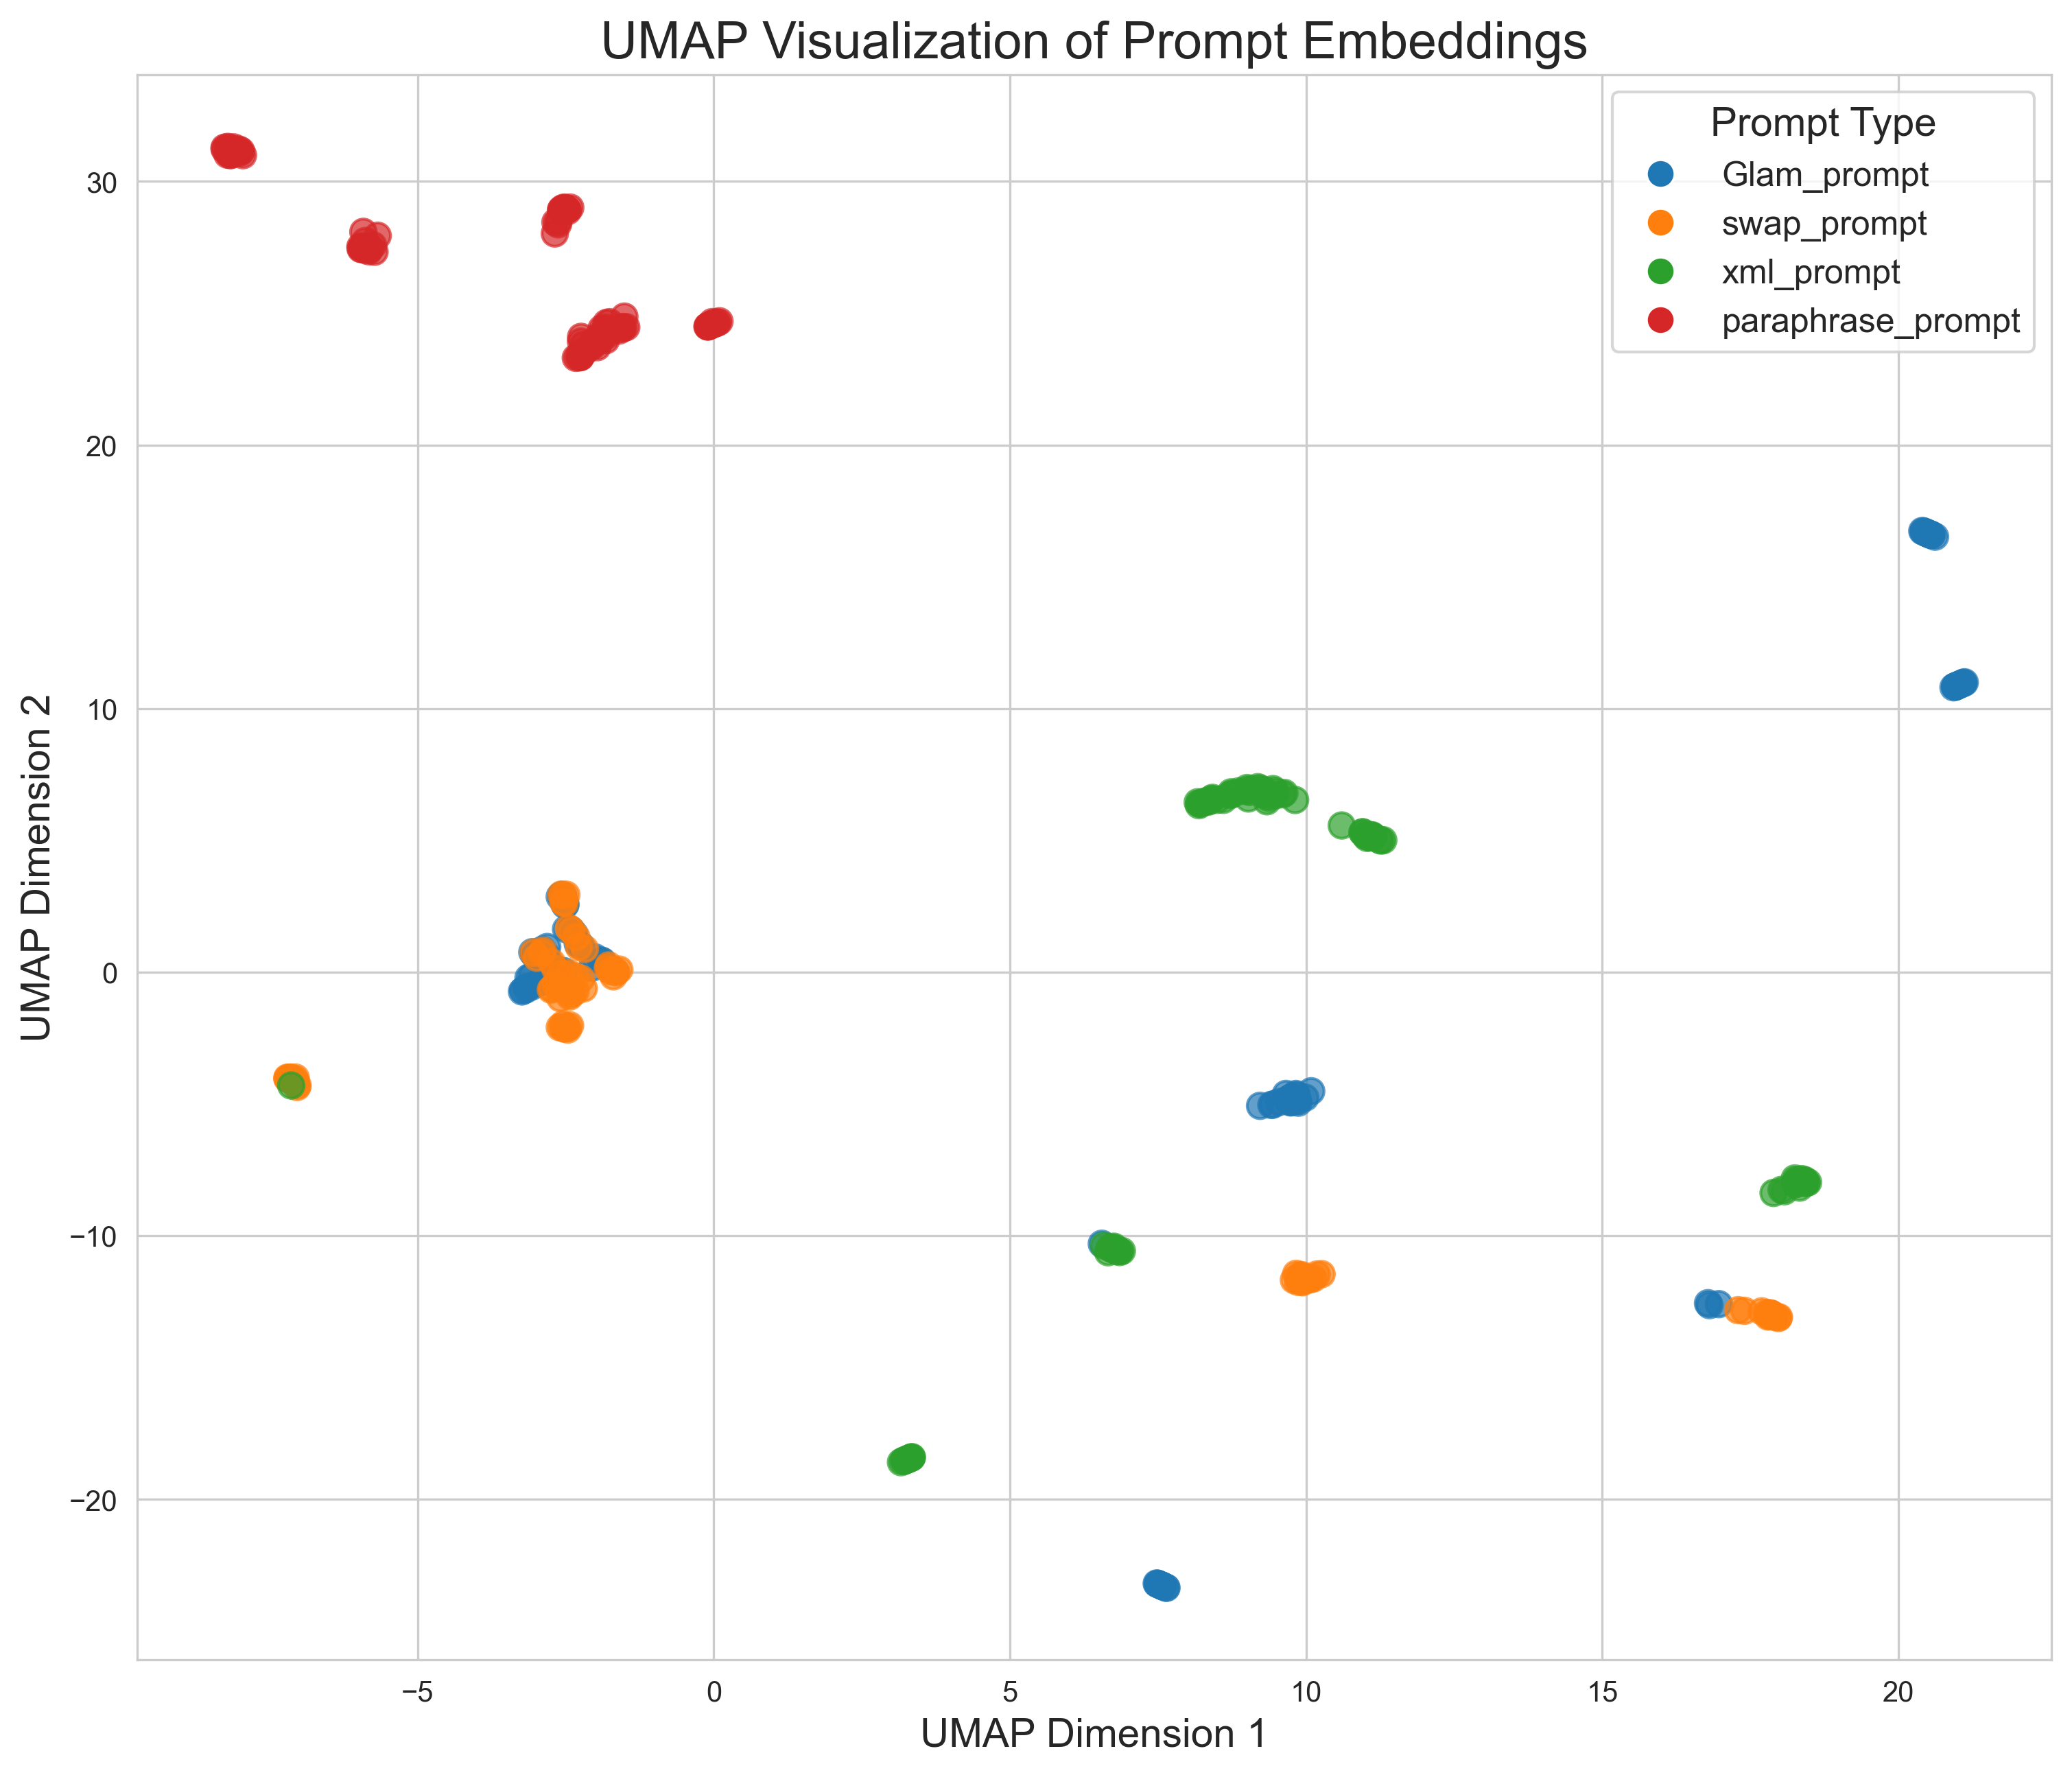 UMAP Visualization of Prompt Embeddings
Prompt Type
Glam_prompt
swap_prompt
xml_prompt
paraphrase_prompt
UMAP Dimension 2
30
20
10
0
−10
−20
−5
0
5
10
15
20
UMAP Dimension 1